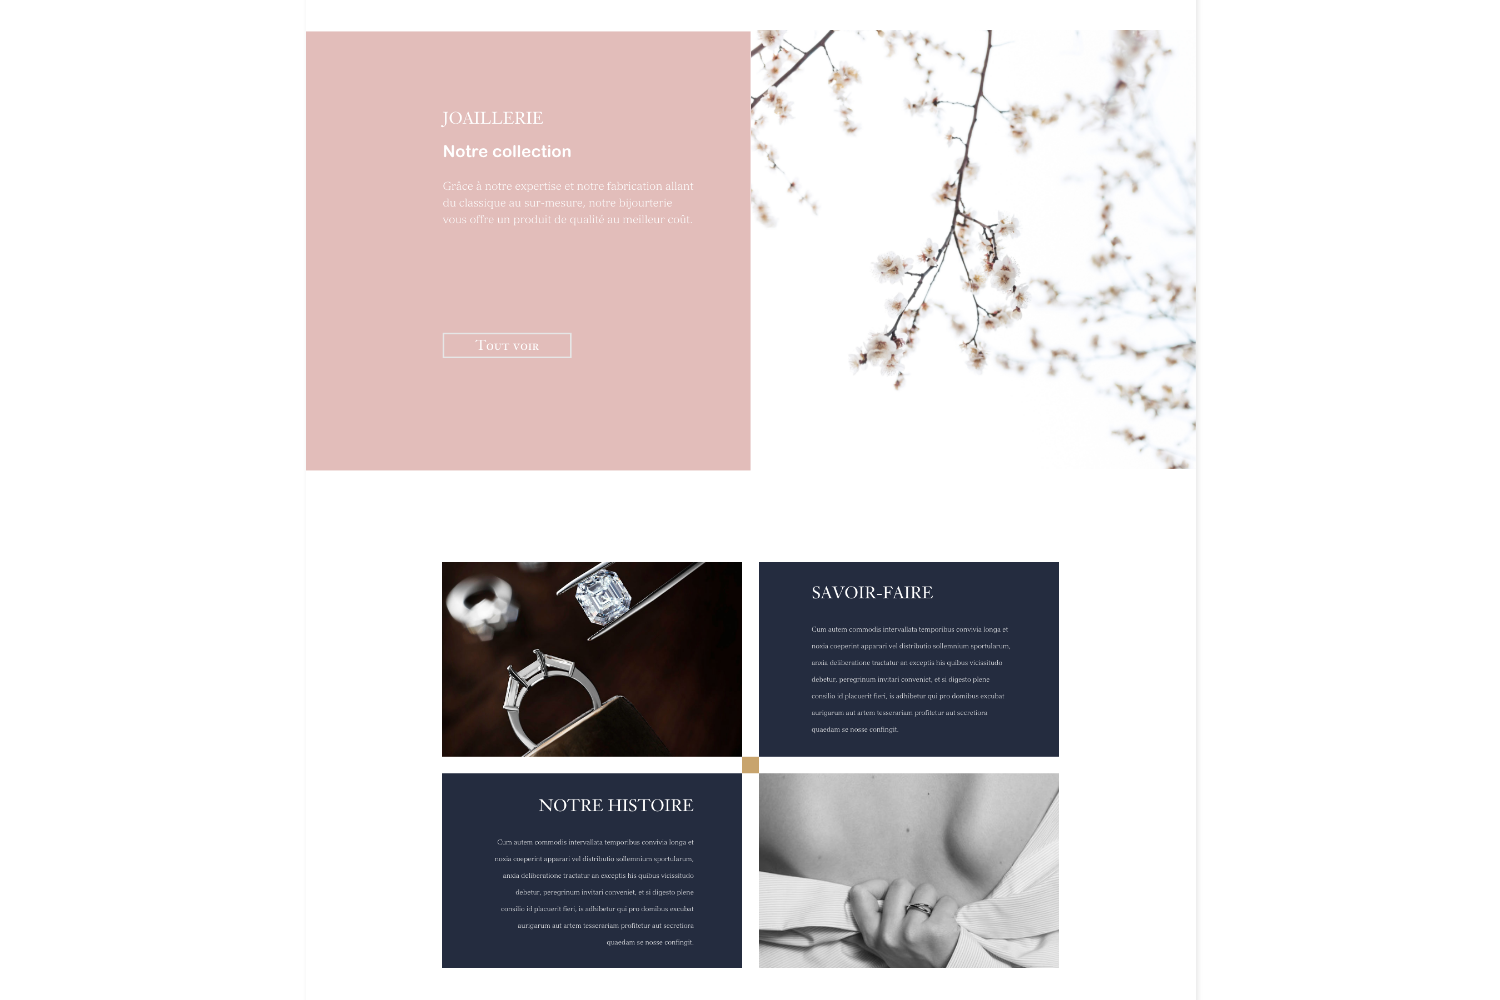 JOAILLERIE
Notre collection
Grâce à notre expertise et notre fabrication allant
du classique au sur-mesure, notre bijourterie
vous offre un produit de qualité au meilleur coût.
Tout voir
SAVOIR-FAIRE
Cum autem commodis intervallata temporibus convivia longa et
noxia coeperint apparari vel distributio sollemnium sportularum,
anxia deliberatione tractatur an exceptis his quibus vicissitudo
debetur, peregrinum invitari conveniet, et si digesto plene
consilio id placuerit fieri, is adhibetur qui pro domibus excubat
aurigarum aut artem tesserariam profitetur aut secretiora
quaedam se nosse confingit.
NOTRE HISTOIRE
Cum autem commodis intervallata temporibus convivia longa et
noxia coeperint apparari vel distributio sollemnium sportularum,
anxia deliberatione tractatur an exceptis his quibus vicissitudo
debetur, peregrinum invitari conveniet, et si digesto plene
consilio id placuerit fieri, is adhibetur qui pro domibus excubat
aurigarum aut artem tesserariam profitetur aut secretiora
quaedam se nosse confingit.